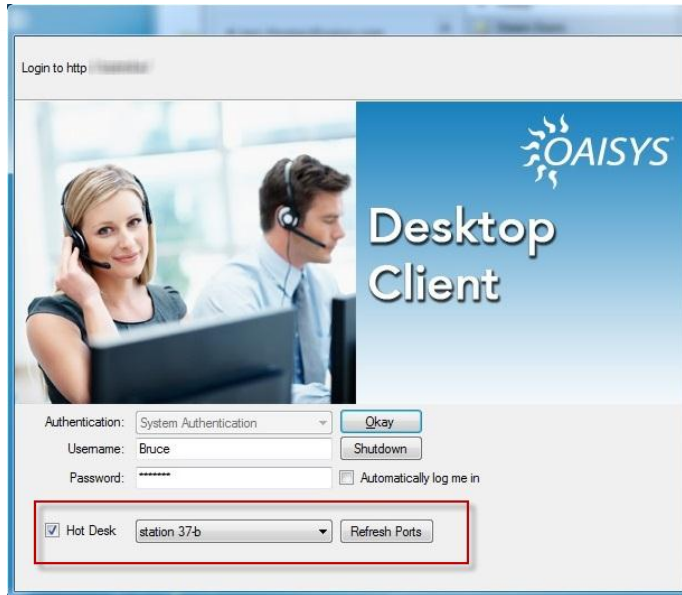 Login to http
OAISYS
Desktop
Client
Authentication: System Authentication Okay
Username: Bruce Shutdown
Password: ******* Automatically log me in
Hot Desk station 37-b Refresh Ports